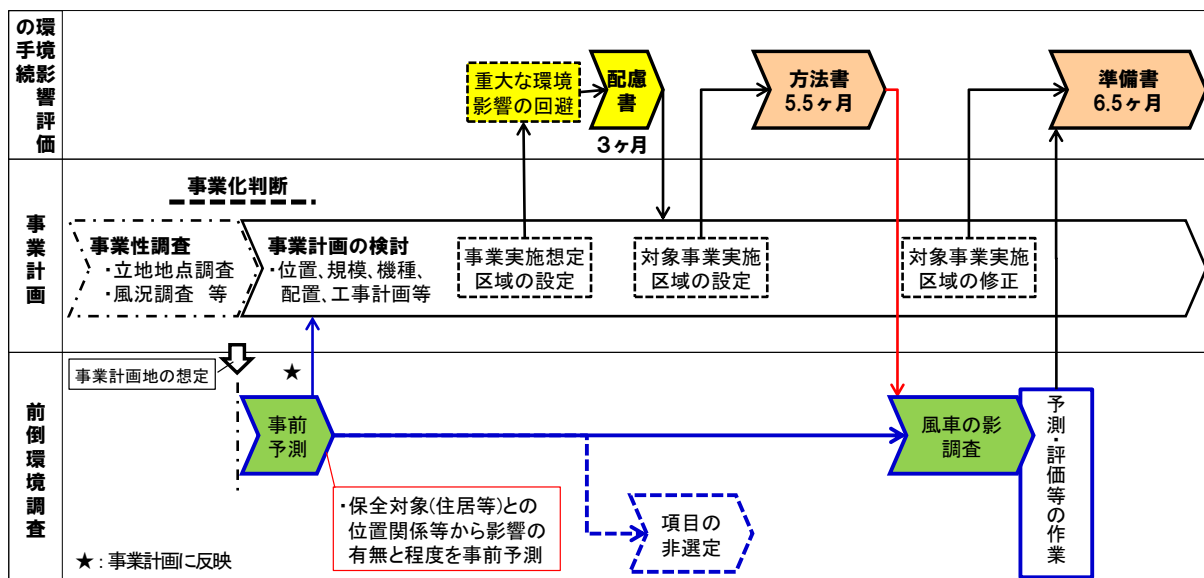 環境影響評価
の手続
重大な環境
影響の回避
配慮
書
3ヶ月
方法書
5.5ヶ月
準備書
6.5ヶ月
事業計画
事業化判断
事業性調査
・立地地点調査
・風況調査 等
事業計画の検討
・位置、規模、機種、
配置、工事計画等
事業実施想定
区域の設定
対象事業実施
区域の設定
対象事業実施
区域の修正
前倒環境調査
事業計画地の想定
★
事前
予測
・保全対象(住居等)との
位置関係等から影響の
有無と程度を事前予測
項目の
非選定
風車の影
調査
予測・評価等の作業
★：事業計画に反映